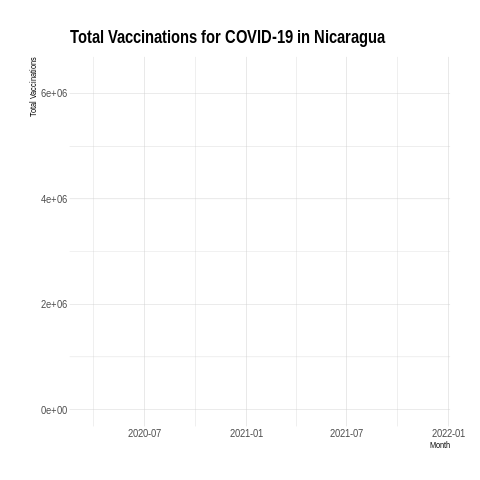 Total Vaccinations for COVID-19 in Nicaragua
Total Vaccinations
6e+06
4e+06
2e+06
0e+00
2020-07 2021-01 2021-07 2022-01
Month